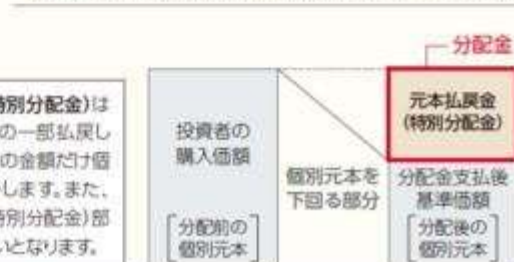 分配金
特別分配金)は
の一部払戻し
の金額だけ個
します。また、
特別分配金)部
いとなります。
投資者の
購入価額
[分配前の
個別元本]
個別元本を
下回る部分
元本払戻金
(特別分配金)
分配金支払後
基準価額
[分配後の
個別元本]